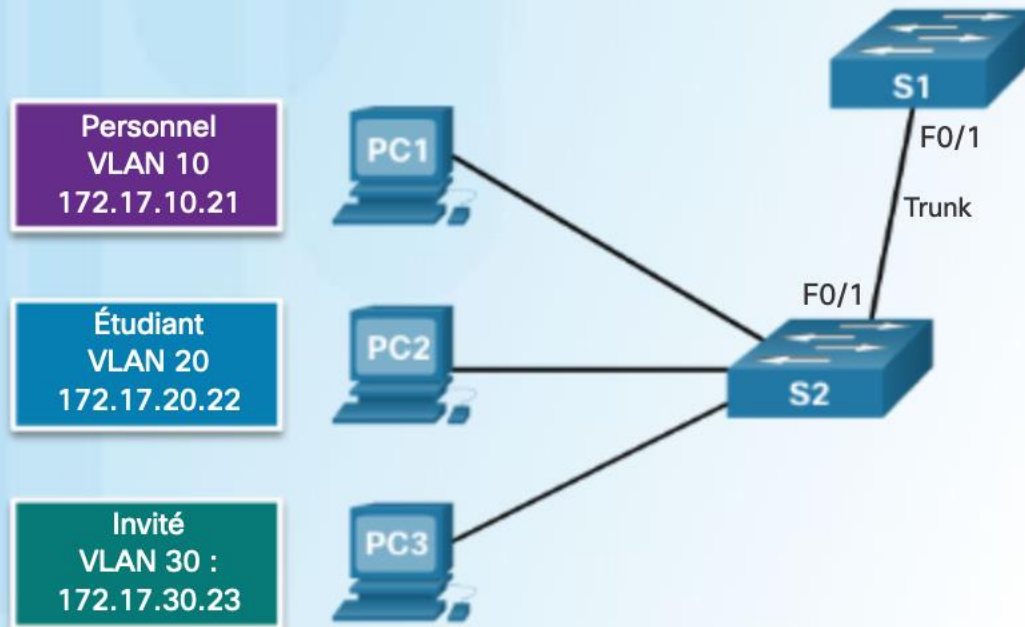 Personnel
VLAN 10
172.17.10.21
PC1
S1
F0/1
Trunk
F0/1
Étudiant
VLAN 20
172.17.20.22
PC2
S2
Invité
VLAN 30 :
172.17.30.23
PC3